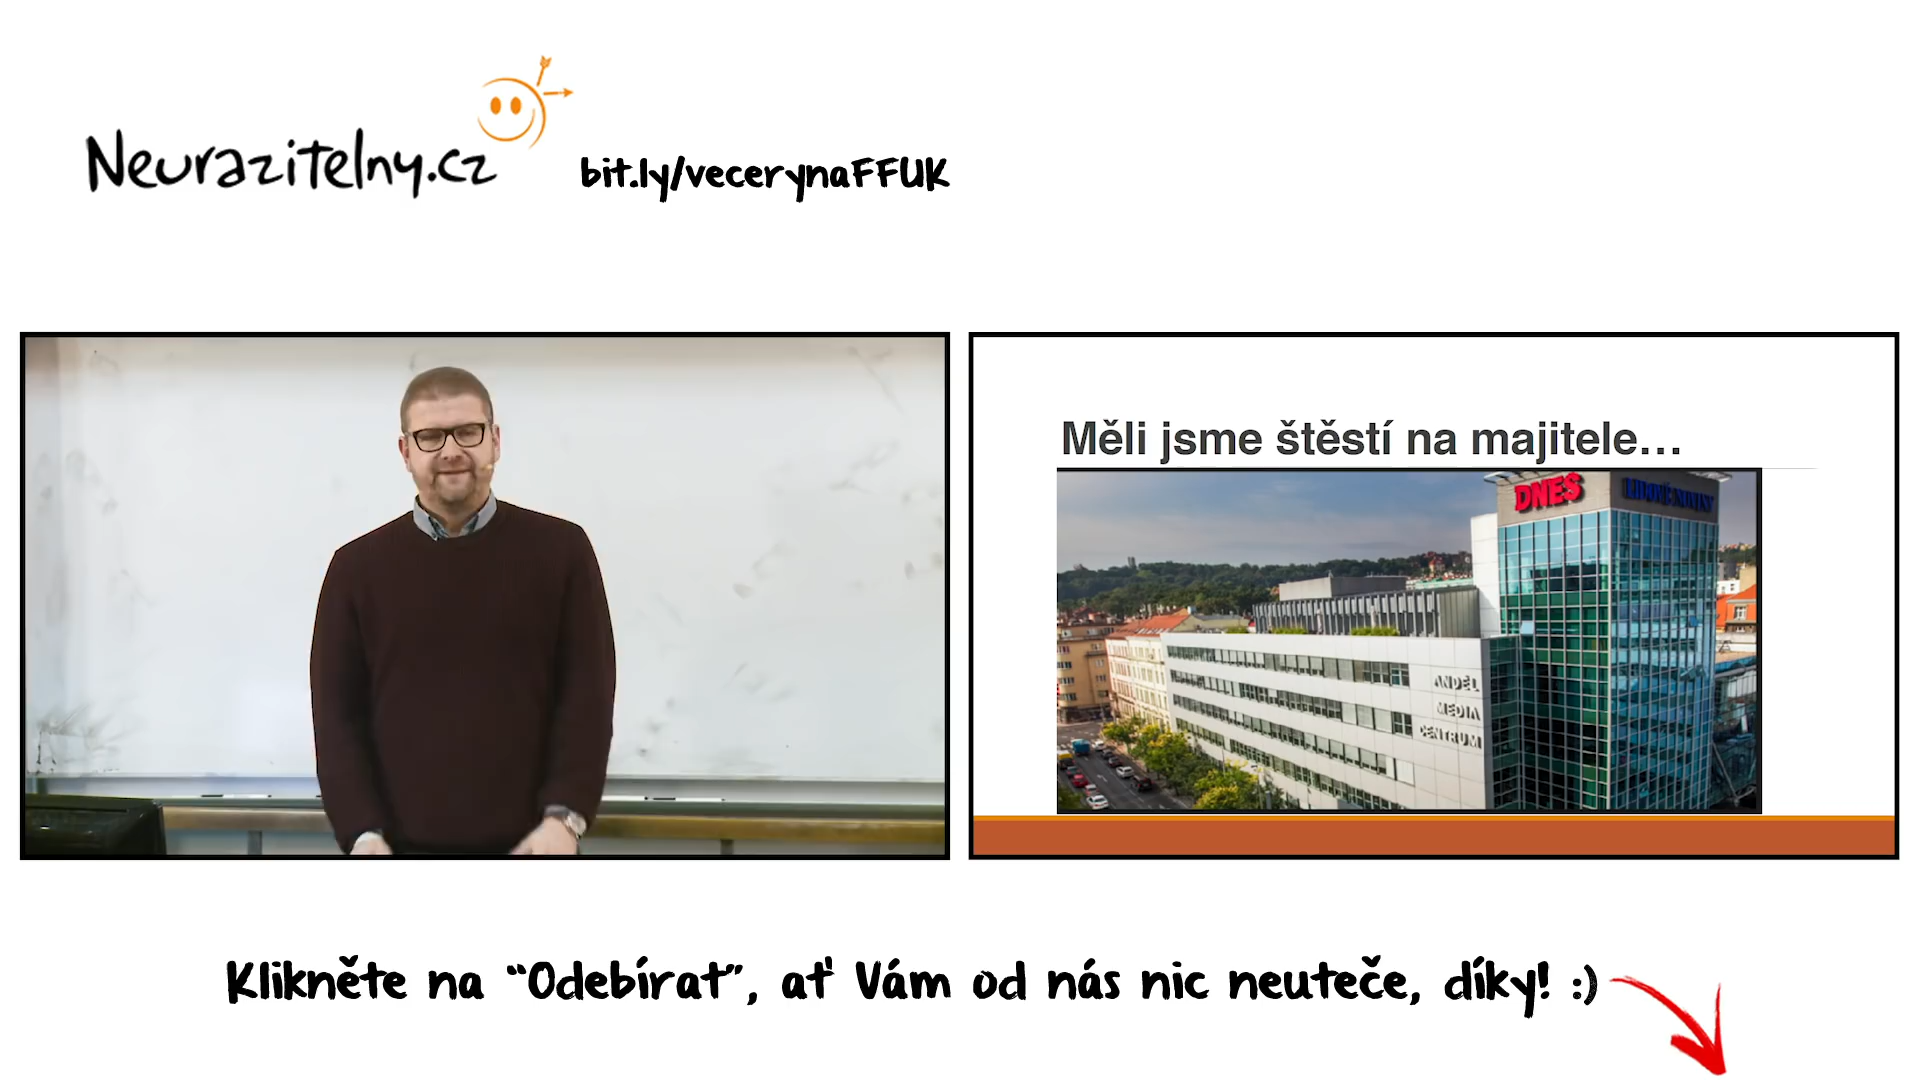 Neurazitelny.cz
bit.ly/vecerynaFFUK
Měli jsme štěstí na majitele…
DNES
LIDOVÉ NOVINY
ANDĚL
MEDIA
CENTRUM
Klikněte na “Odebírat”, ať Vám od nás nic neuteče, díky! :)